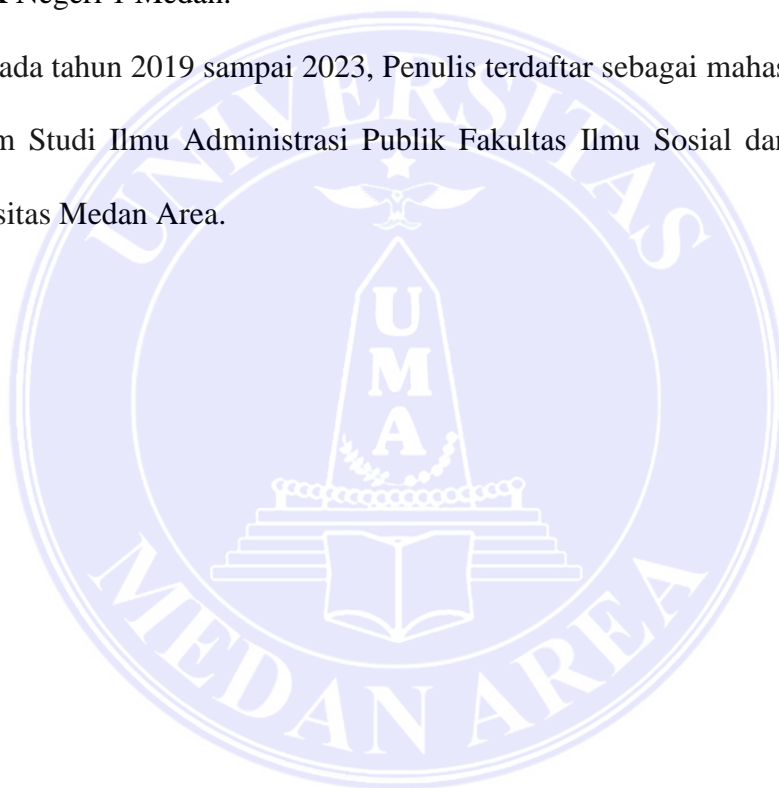 Negeri 1 Medan.
ada tahun 2019 sampai 2023, Penulis terdaftar sebagai mahas
m Studi Ilmu Administrasi Publik Fakultas Ilmu Sosial dan
sitas Medan Area.
UNIVERSITAS
UMA
MEDAN AREA